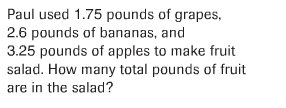 Paul used 1.75 pounds of grapes,
2.6 pounds of bananas, and
3.25 pounds of apples to make fruit
salad. How many total pounds of fruit
are in the salad?